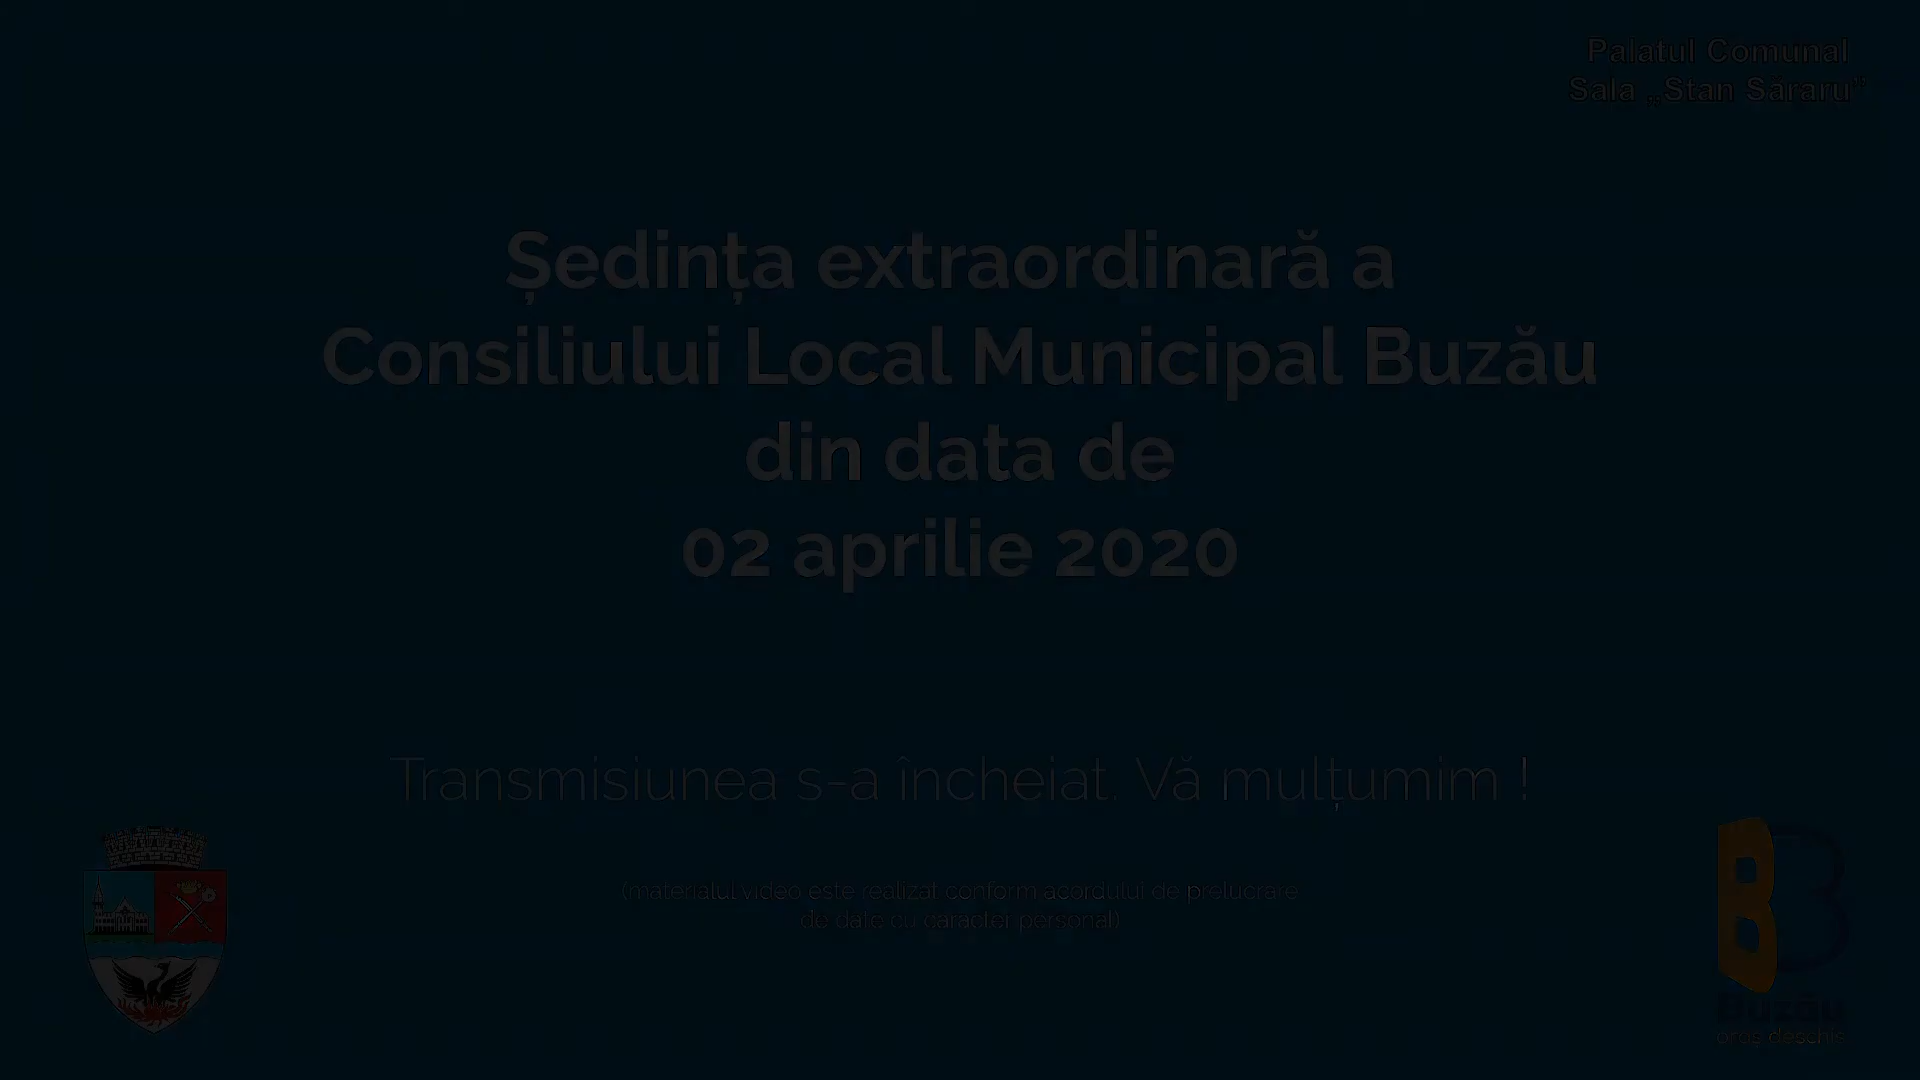 Palatul Comunal
Sala „Stan Săraru”
Ședința extraordinară a
Consiliului Local Municipal Buzău
din data de
02 aprilie 2020
Transmisiunea s-a încheiat. Vă mulțumim !
(materialul video este realizat conform acordului de prelucrare
de date cu caracter personal)
Buzău
oraș deschis